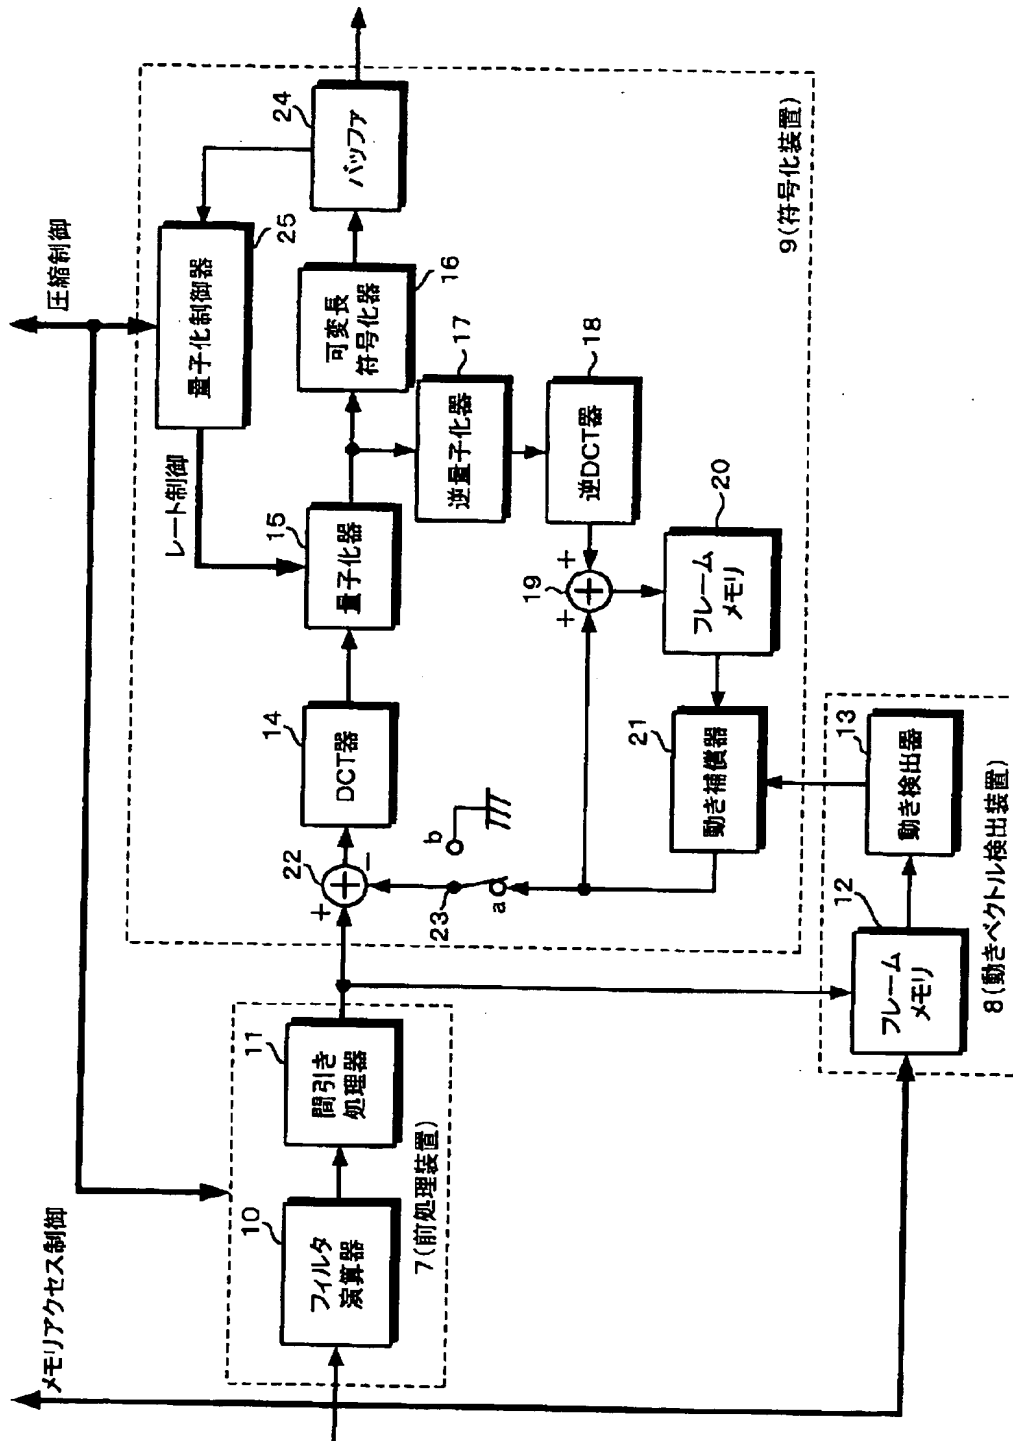 メモリアクセス制御
圧縮制御
10
フィルタ
演算器
11
間引き
処理器
7(前処理装置)
22
+
-
14
DCT器
レート制御
15
量子化器
量子化制御器
25
可変長
符号化器
16
バッファ
24
逆量子化器
17
逆DCT器
18
19
+
+
フレーム
メモリ
20
21
動き補償器
23
a
b
9(符号化装置)
12
フレーム
メモリ
13
動き検出器
8(動きベクトル検出装置)